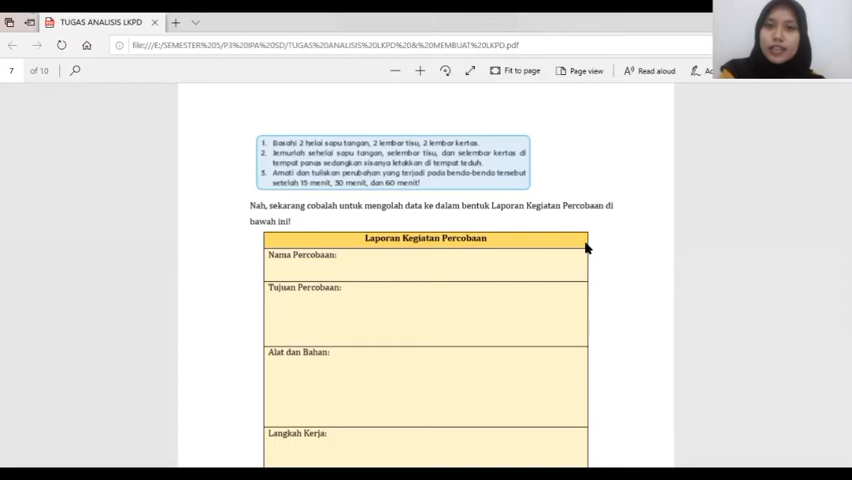 TUGAS ANALISIS LKPD
file:///E:/SEMESTER%205/P3%20IPA%20SD/TUGAS%20ANALISIS%20LKPD%20&%20MEMBUAT%20LKPD.pdf
7 of 10 Fit to page Page view Read aloud
1. Basahi 2 helai sapu tangan, 2 lembar tisu, 2 lembar kertas.
2. Jemurlah sehelai sapu tangan, selembar tisu, dan selembar kertas di
tempat panas sedangkan sisanya letakkan di tempat teduh.
3. Amati dan tuliskan perubahan yang terjadi pada benda-benda tersebut
setelah 15 menit, 30 menit, dan 60 menit!
Nah, sekarang cobalah untuk mengolah data ke dalam bentuk Laporan Kegiatan Percobaan di
bawah ini!
Laporan Kegiatan Percobaan
Nama Percobaan:
Tujuan Percobaan:
Alat dan Bahan:
Langkah Kerja: